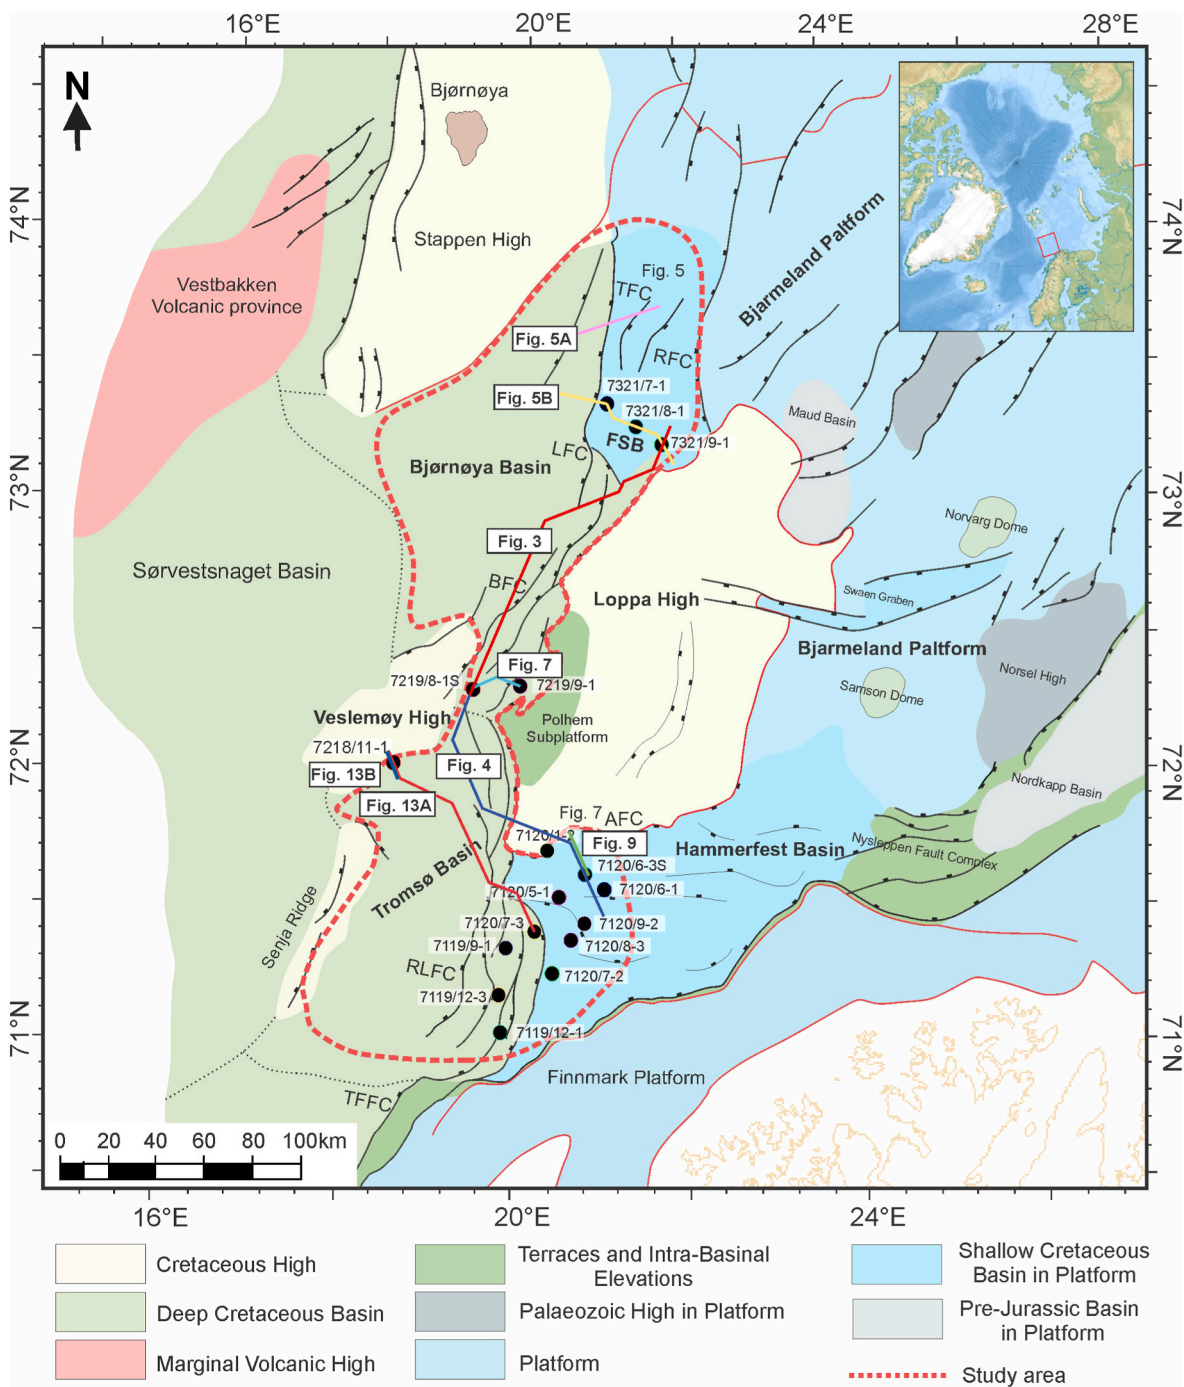 16°E
20°E
24°E
28°E
N
Bjørnøya
74°N
74°N
Stappen High
Bjarmeland Paltform
Vestbakken
Volcanic province
Fig. 5
TFC
Fig. 5A
RFC
7321/7-1
Fig. 5B
7321/8-1
Maud Basin
FSB
7321/9-1
LFC
Bjørnøya Basin
73°N
73°N
Norvarg Dome
Fig. 3
Sørvestsnaget Basin
BFC
Swaen Graben
Loppa High
Bjarmeland Paltform
Fig. 7
Norsel High
7219/8-1S
7219/9-1
Samson Dome
Veslemøy High
Polhem
Subplatform
7218/11-1
72°N
72°N
Fig. 4
Fig. 13B
Nordkapp Basin
Fig. 13A
Fig. 7
AFC
7120/1-
Fig. 9
Hammerfest Basin
Nysleppen Fault Complex
Tromsø Basin
7120/6-3S
7120/5-1
7120/6-1
Senja Ridge
7120/7-3
7120/9-2
7119/9-1
7120/8-3
RLFC
7120/7-2
7119/12-3
71°N
71°N
7119/12-1
Finnmark Platform
TFFC
0 20 40 60 80 100km
16°E
20°E
24°E
Cretaceous High
Deep Cretaceous Basin
Marginal Volcanic High
Terraces and Intra-Basinal
Elevations
Palaeozoic High in Platform
Platform
Shallow Cretaceous
Basin in Platform
Pre-Jurassic Basin
in Platform
Study area